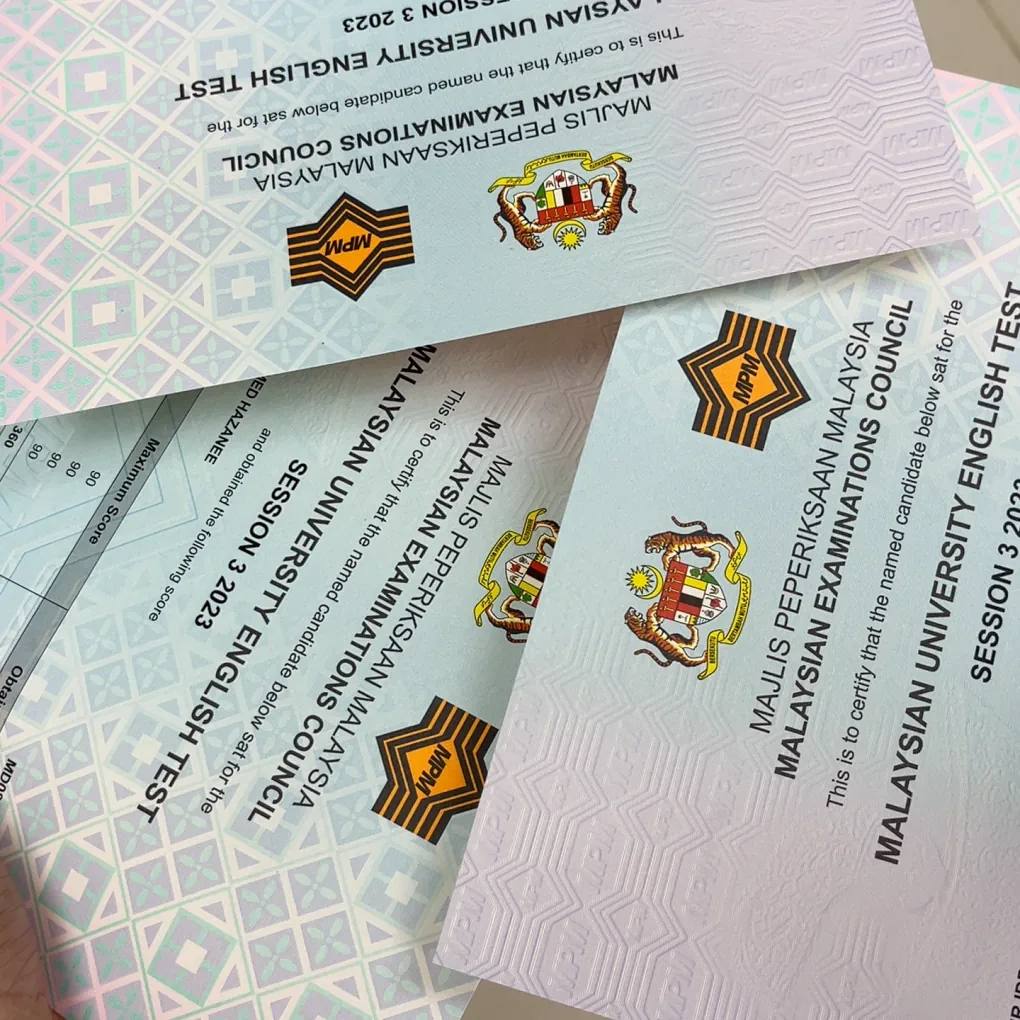 MAJLIS PEPERIKSAAN MALAYSIA
MALAYSIAN EXAMINATIONS COUNCIL
This is to certify that the named candidate below sat for the
MALAYSIAN UNIVERSITY ENGLISH TEST
SESSION 3 2023
MPM
MAJLIS PEPERIKSAAN MALAYSIA
MALAYSIAN EXAMINATIONS COUNCIL
This is to certify that the named candidate below sat for the
MALAYSIAN UNIVERSITY ENGLISH TEST
SESSION 3 2023
and obtained the following score
MED HAZANEE
Maximum Score
90
90
90
90
360
Obtai
MPM
MAJLIS PEPERIKSAAN MALAYSIA
MALAYSIAN EXAMINATIONS COUNCIL
This is to certify that the named candidate below sat for the
MALAYSIAN UNIVERSITY ENGLISH TEST
SESSION 3 2023
MPM